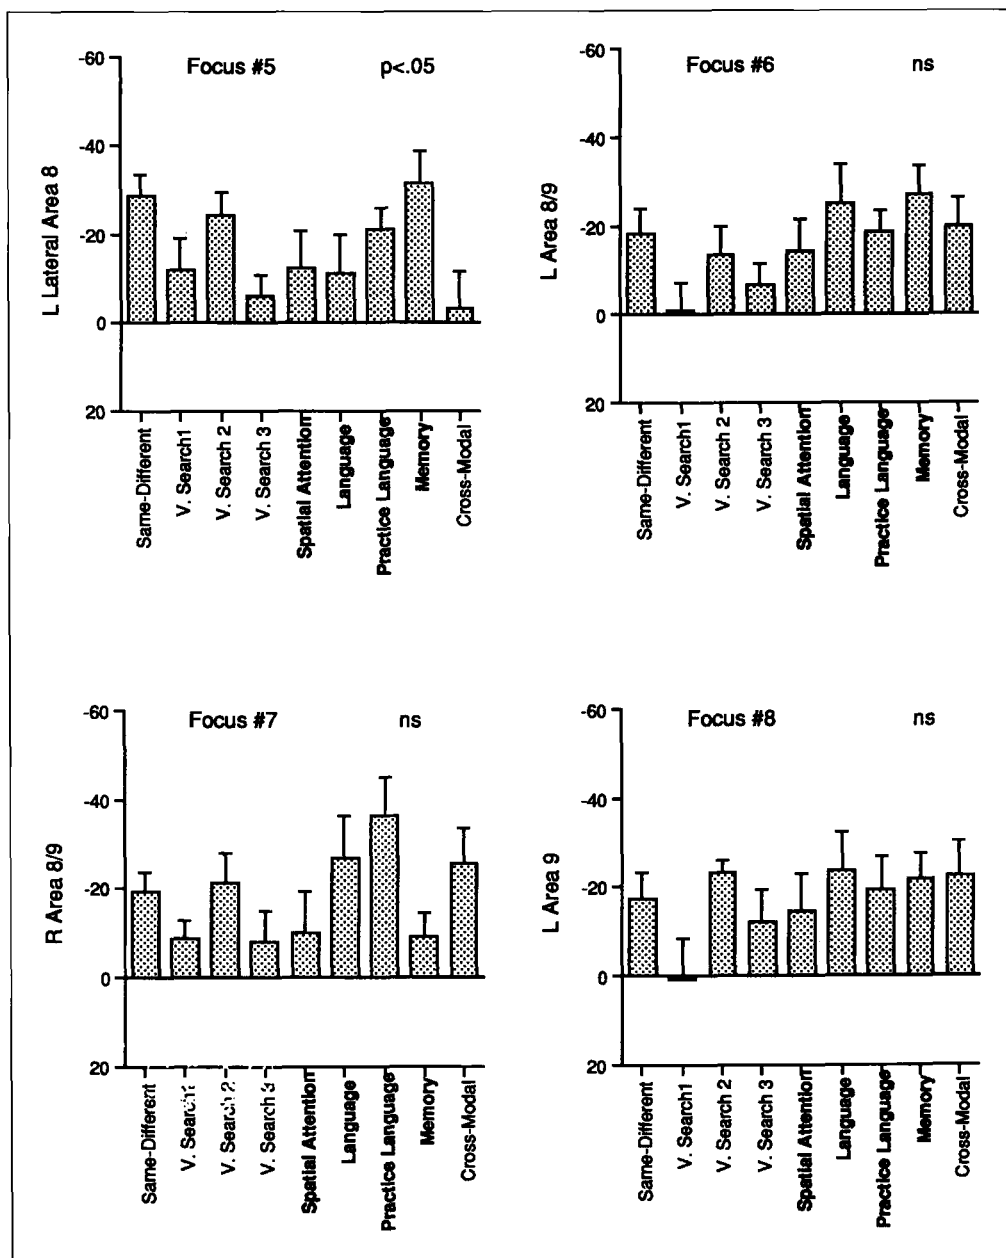 Focus #5 p<.05
L Lateral Area 8
-60
-40
-20
0
20
Same-Different
V. Search1
V. Search 2
V. Search 3
Spatial Attention
Language
Practice Language
Memory
Cross-Modal
Focus #6 ns
L Area 8/9
-60
-40
-20
0
20
Same-Different
V. Search1
V. Search 2
V. Search 3
Spatial Attention
Language
Practice Language
Memory
Cross-Modal
Focus #7 ns
R Area 8/9
-60
-40
-20
0
20
Same-Different
V. Search1
V. Search 2
V. Search 3
Spatial Attention
Language
Practice Language
Memory
Cross-Modal
Focus #8 ns
L Area 9
-60
-40
-20
0
20
Same-Different
V. Search1
V. Search 2
V. Search 3
Spatial Attention
Language
Practice Language
Memory
Cross-Modal